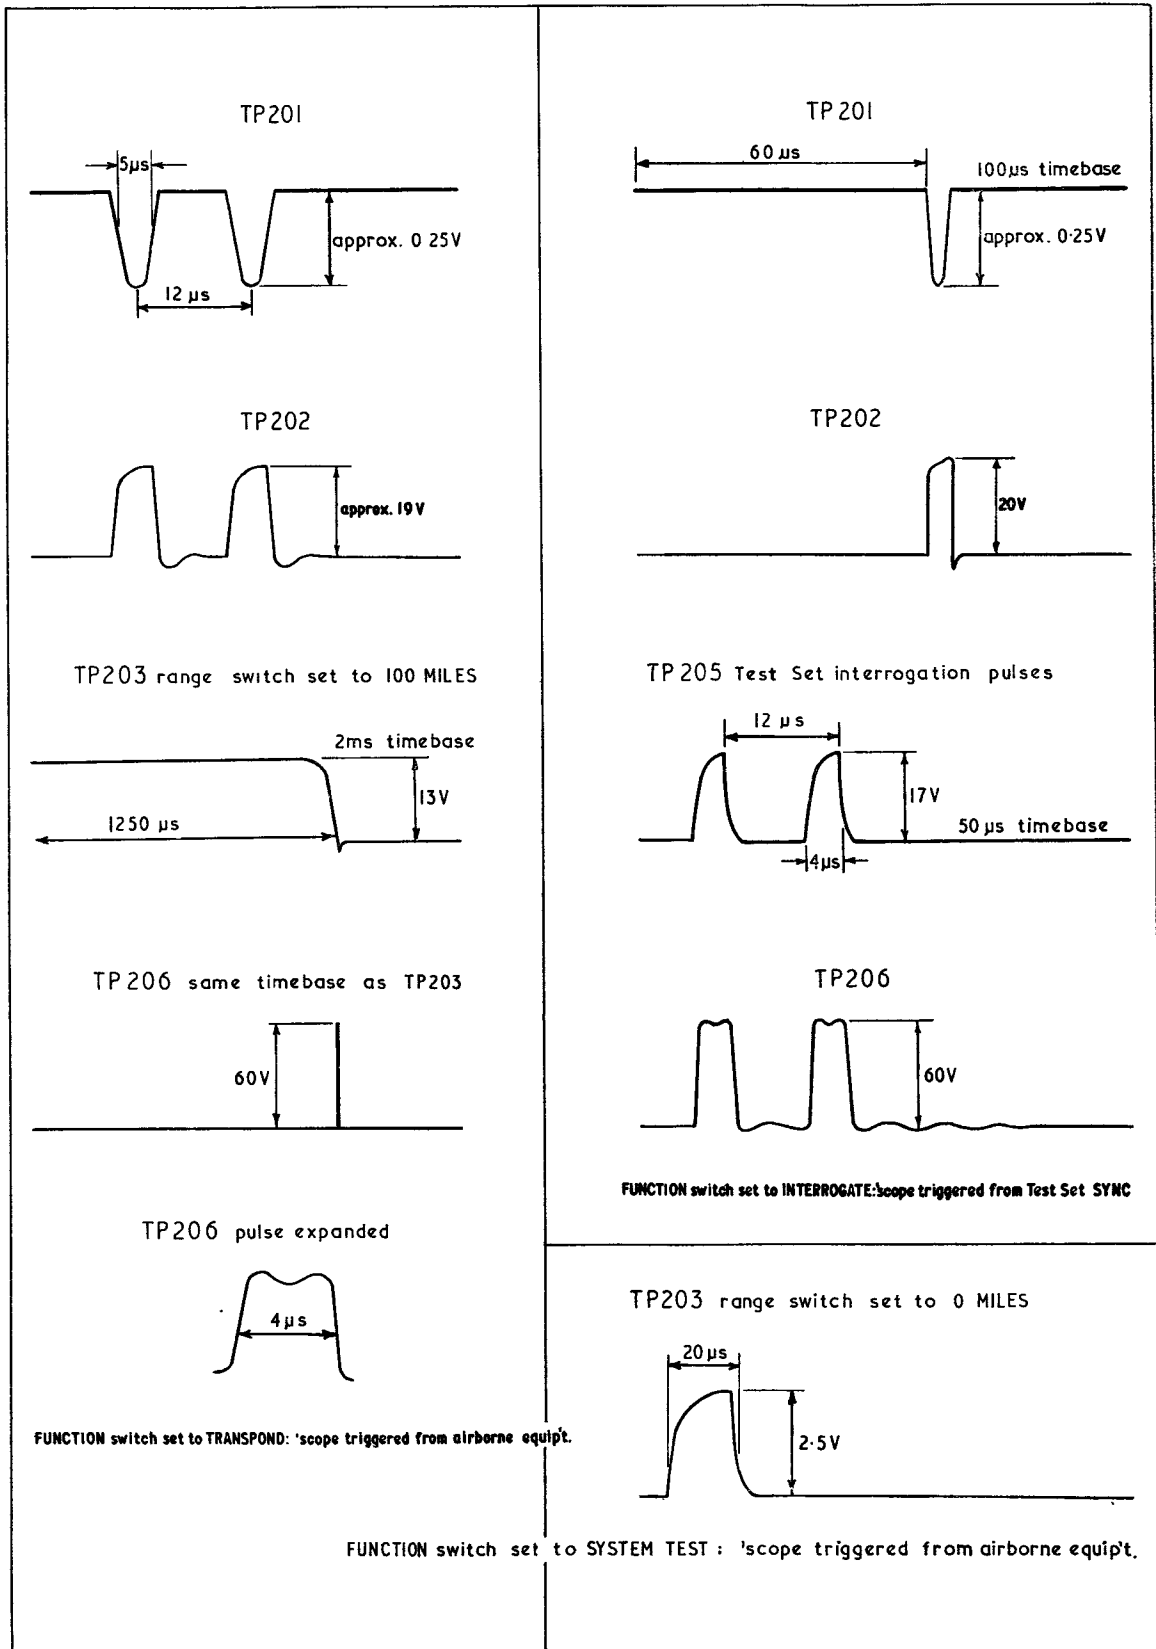 TP201
5µs
approx. 0 25V
12 µs
TP202
approx. 19V
TP203 range switch set to 100 MILES
2ms timebase
13V
1250 µs
TP206 same timebase as TP203
60V
TP206 pulse expanded
4µs
FUNCTION switch set to TRANSPOND: 'scope triggered from airborne equip't.
TP201
60µs
100µs timebase
approx. 0·25V
TP202
20V
TP205 Test Set interrogation pulses
12 µs
17V
50µs timebase
4µs
TP206
60V
FUNCTION switch set to INTERROGATE:'scope triggered from Test Set SYNC
TP203 range switch set to 0 MILES
20µs
2·5V
FUNCTION switch set to SYSTEM TEST : 'scope triggered from airborne equip't.